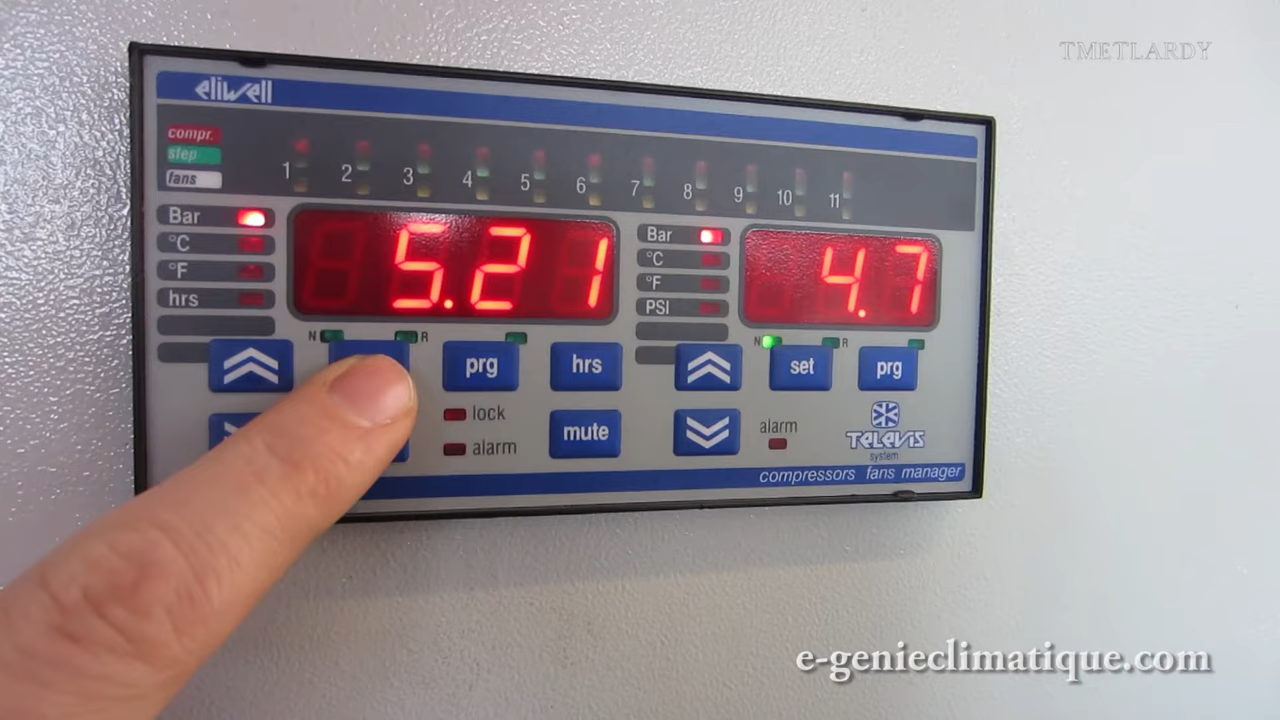 TMETLARDY
eliwell
compr.
step
fans
1 2 3 4 5 6 7 8 9 10 11
Bar
°C
°F
hrs
5.21
Bar
°C
°F
PSI
4.7
N R
N R
prg
hrs
set
prg
lock
alarm
mute
alarm
TELEVIS
system
compressors fans manager
e-genieclimatique.com